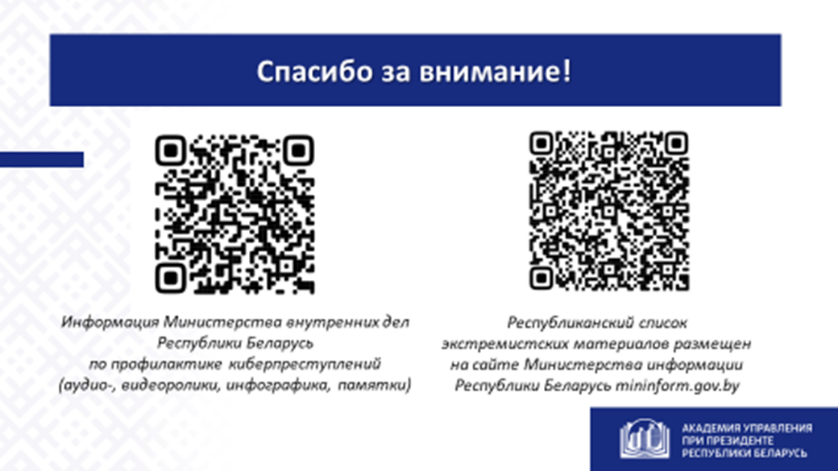 Спасибо за внимание!
Информация Министерства внутренних дел
Республики Беларусь
по профилактике киберпреступлений
(аудио-, видеоролики, инфографика, памятки)
Республиканский список
экстремистских материалов размещен
на сайте Министерства информации
Республики Беларусь mininform.gov.by
АКАДЕМИЯ УПРАВЛЕНИЯ
ПРИ ПРЕЗИДЕНТЕ
РЕСПУБЛИКИ БЕЛАРУСЬ